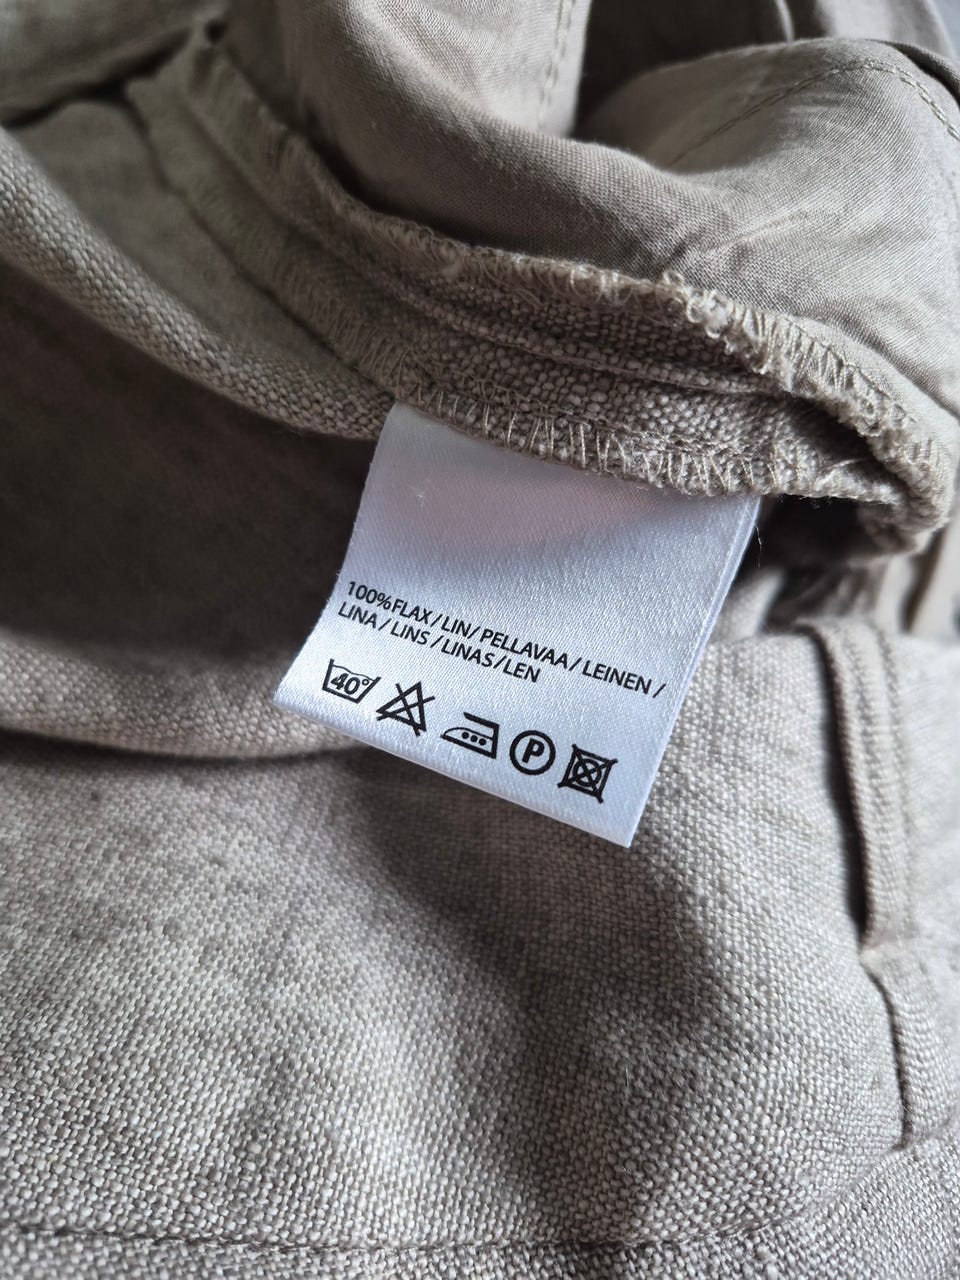 100% FLAX / LIN / PELLAVAA / LEINEN /
LINA / LINS / LINAS / LEN
40° P